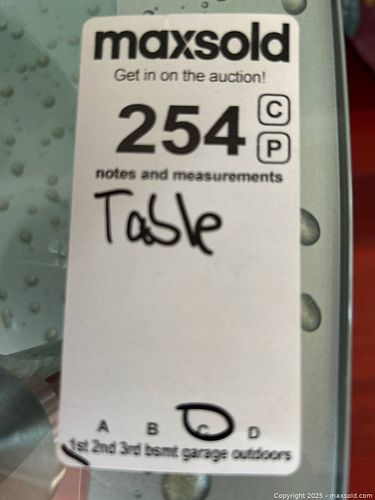 maxsold
Get in on the auction!
254 C
P
notes and measurements
Table
A B C D
1st 2nd 3rd bsmt garage outdoors
Copyright 2025 - maxsold.com